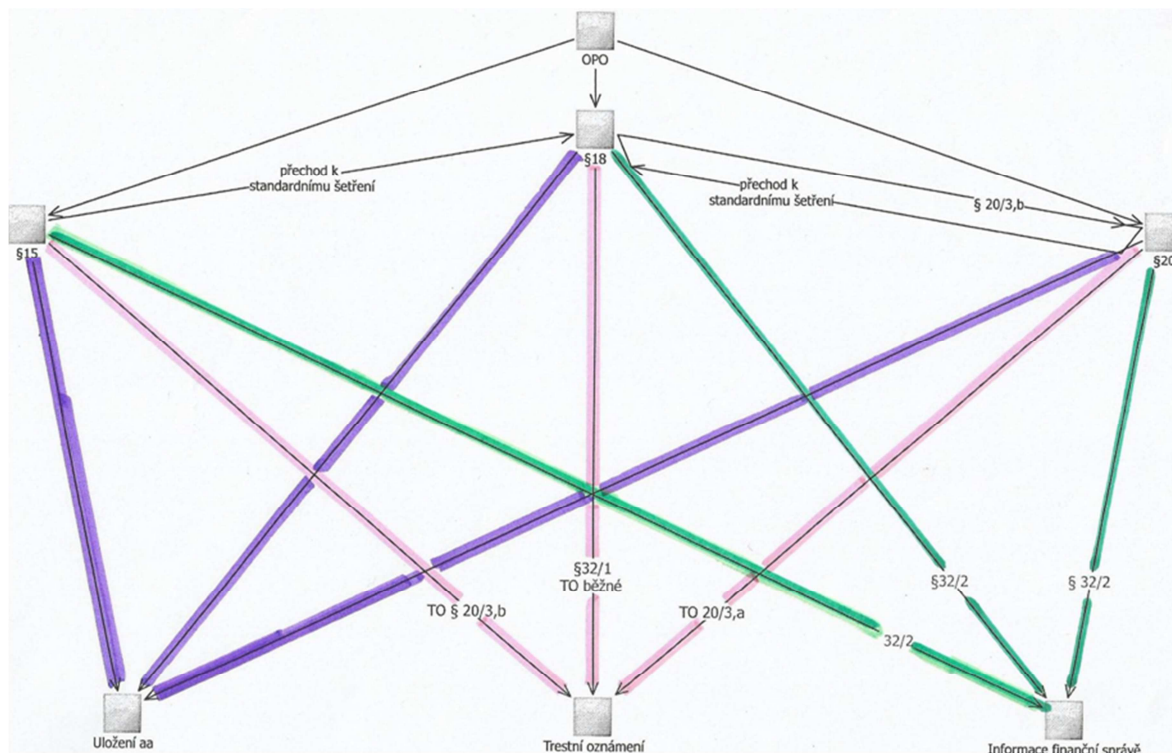 OPO
§18
přechod k
standardnímu šetření
přechod k
standardnímu šetření
§ 20/3,b
§15
§20
§32/1
TO běžné
TO § 20/3,b
TO 20/3,a
§32/2
§ 32/2
32/2
Uložení aa
Trestní oznámení
Informace finanční správě